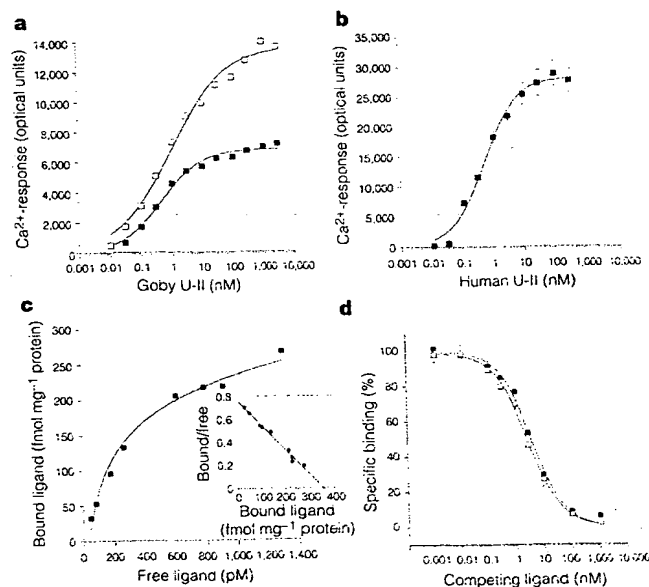 a
Ca2+-response (optical units)
14,000
12,000
10,000
8,000
6,000
4,000
2,000
0
0.001 0.01 0.1 1 10 100 1,000 10,000
Goby U-II (nM)
b
Ca2+-response (optical units)
35,000
30,000
25,000
20,000
15,000
10,000
5,000
0
0.001 0.01 0.1 1 10 100 1,000 10,000
Human U-II (nM)
c
Bound ligand (fmol mg−1 protein)
300
250
200
150
100
50
0
0 200 400 600 800 1,000 1,200 1,400
Free ligand (pM)
Bound/free
0.8
0.6
0.4
0.2
0
0 100 200 300 400
Bound ligand
(fmol mg−1 protein)
d
Specific binding (%)
100
80
60
40
20
0
0.0001 0.001 0.01 0.1 1 10 100 1,000
Competing ligand (nM)